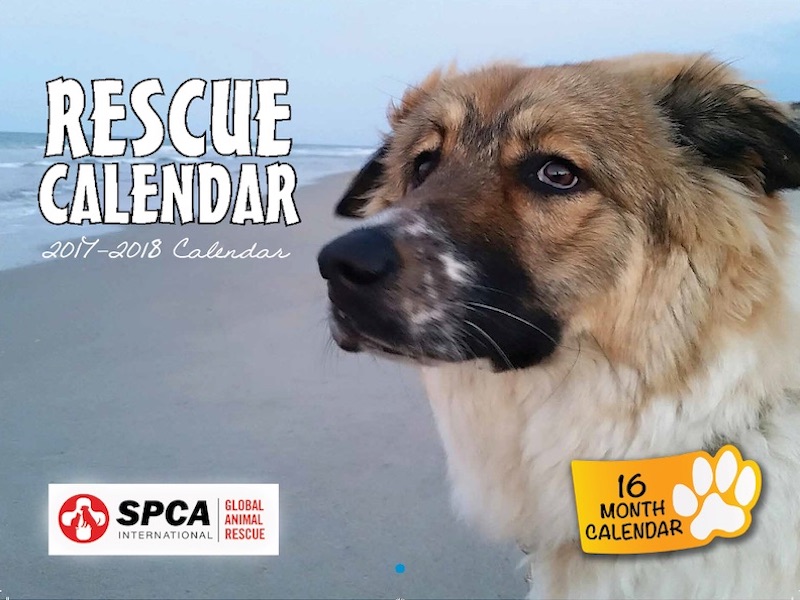 RESCUE
CALENDAR
2017-2018 Calendar
SPCA
INTERNATIONAL
GLOBAL
ANIMAL
RESCUE
16
MONTH
CALENDAR